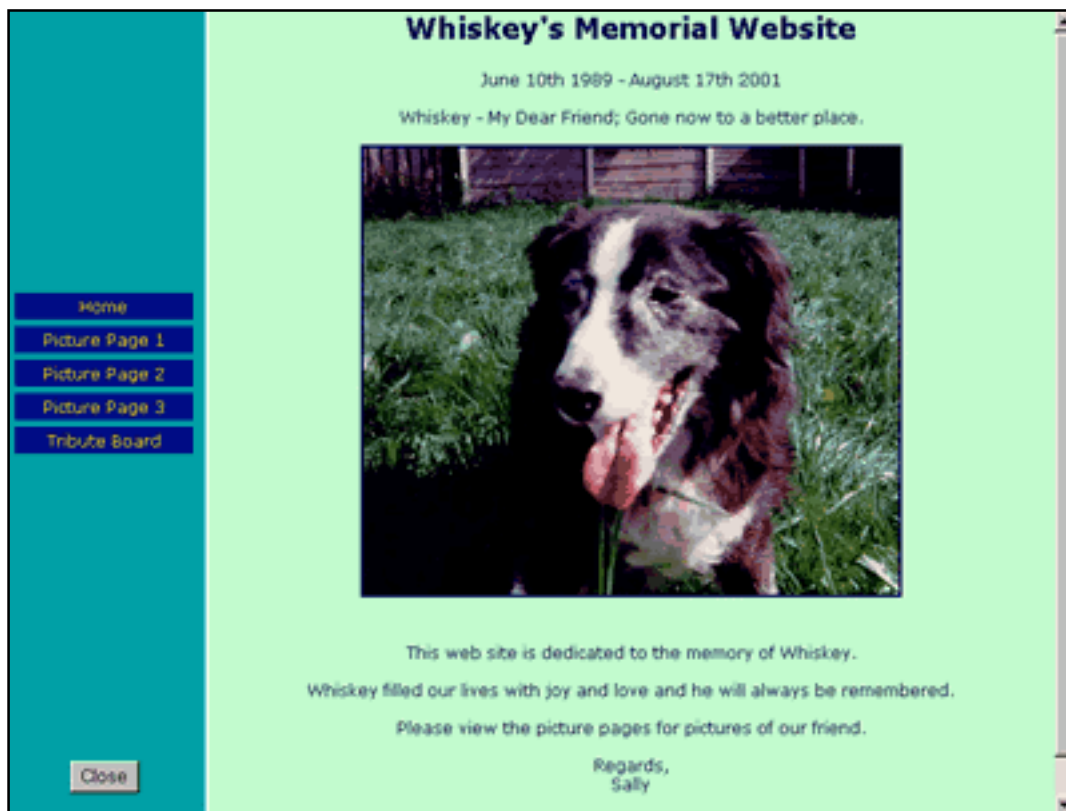 Whiskey's Memorial Website
June 10th 1989 - August 17th 2001
Whiskey - My Dear Friend; Gone now to a better place.
Home
Picture Page 1
Picture Page 2
Picture Page 3
Tribute Board
This web site is dedicated to the memory of Whiskey.
Whiskey filled our lives with joy and love and he will always be remembered.
Please view the picture pages for pictures of our friend.
Regards,
Sally
Close